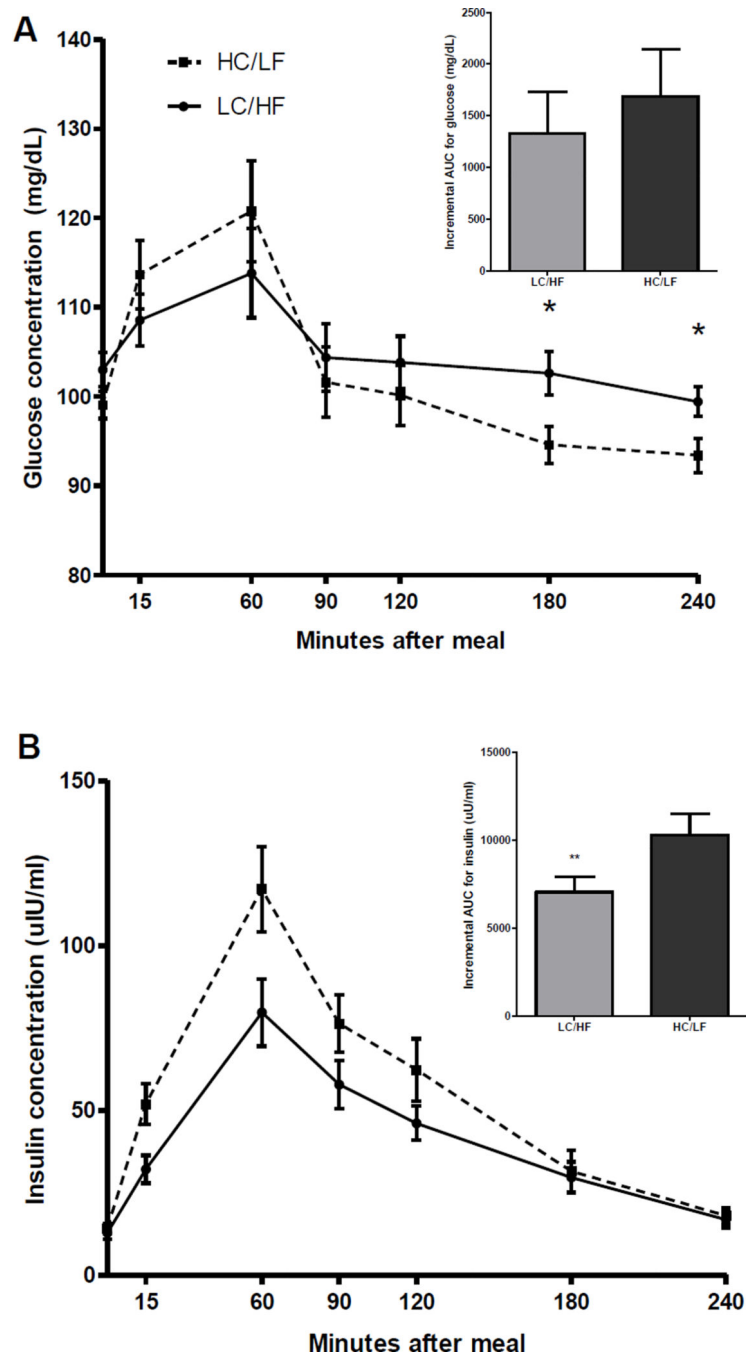 A
HC/LF
LC/HF
Glucose concentration (mg/dL)
140
130
120
110
100
90
80
15 60 90 120 180 240
Minutes after meal
Incremental AUC for glucose (mg/dL)
2500
2000
1500
1000
500
0
LC/HF HC/LF
*
*
B
Insulin concentration (uIU/ml)
150
100
50
0
15 60 90 120 180 240
Minutes after meal
Incremental AUC for insulin (uU/ml)
15000
10000
5000
0
**
LC/HF HC/LF